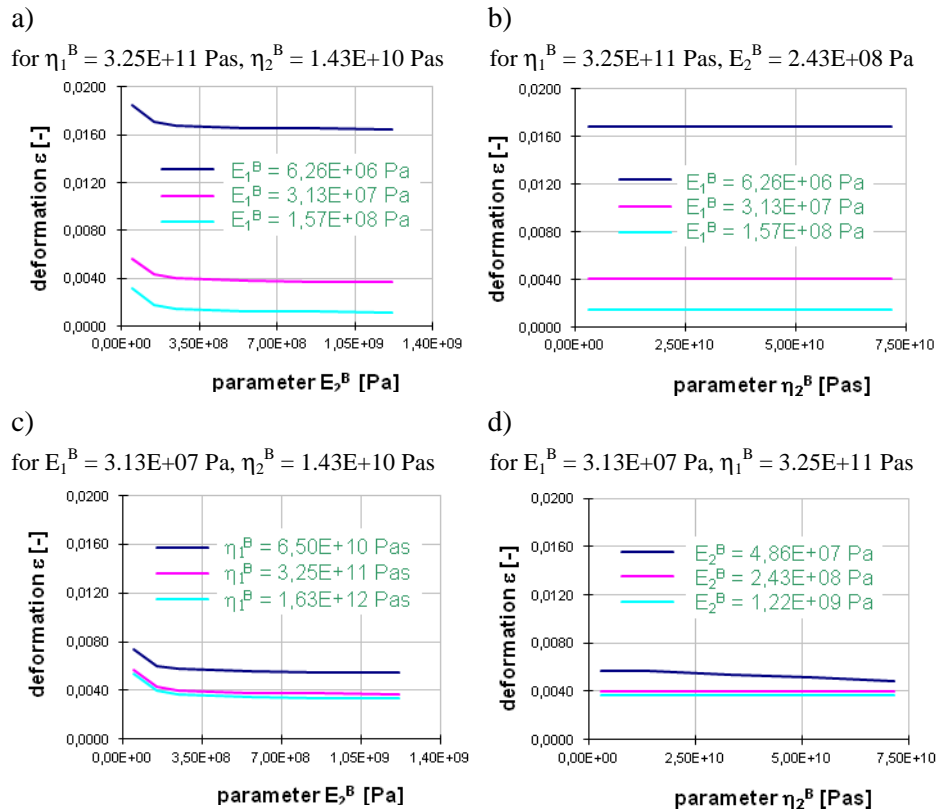 a)
for η₁ᴮ = 3.25E+11 Pas, η₂ᴮ = 1.43E+10 Pas
deformation ε [-]
0,0200
0,0160
0,0120
0,0080
0,0040
0,0000
E₁ᴮ = 6,26E+06 Pa
E₁ᴮ = 3,13E+07 Pa
E₁ᴮ = 1,57E+08 Pa
0,00E+00 3,50E+08 7,00E+08 1,05E+09 1,40E+09
parameter E₂ᴮ [Pa]
b)
for η₁ᴮ = 3.25E+11 Pas, E₂ᴮ = 2.43E+08 Pa
deformation ε [-]
0,0200
0,0160
0,0120
0,0080
0,0040
0,0000
E₁ᴮ = 6,26E+06 Pa
E₁ᴮ = 3,13E+07 Pa
E₁ᴮ = 1,57E+08 Pa
0,00E+00 2,50E+10 5,00E+10 7,50E+10
parameter η₂ᴮ [Pas]
c)
for E₁ᴮ = 3.13E+07 Pa, η₂ᴮ = 1.43E+10 Pas
deformation ε [-]
0,0200
0,0160
0,0120
0,0080
0,0040
0,0000
η₁ᴮ = 6,50E+10 Pas
η₁ᴮ = 3,25E+11 Pas
η₁ᴮ = 1,63E+12 Pas
0,00E+00 3,50E+08 7,00E+08 1,05E+09 1,40E+09
parameter E₂ᴮ [Pa]
d)
for E₁ᴮ = 3.13E+07 Pa, η₁ᴮ = 3.25E+11 Pas
deformation ε [-]
0,0200
0,0160
0,0120
0,0080
0,0040
0,0000
E₂ᴮ = 4,86E+07 Pa
E₂ᴮ = 2,43E+08 Pa
E₂ᴮ = 1,22E+09 Pa
0,00E+00 2,50E+10 5,00E+10 7,50E+10
parameter η₂ᴮ [Pas]